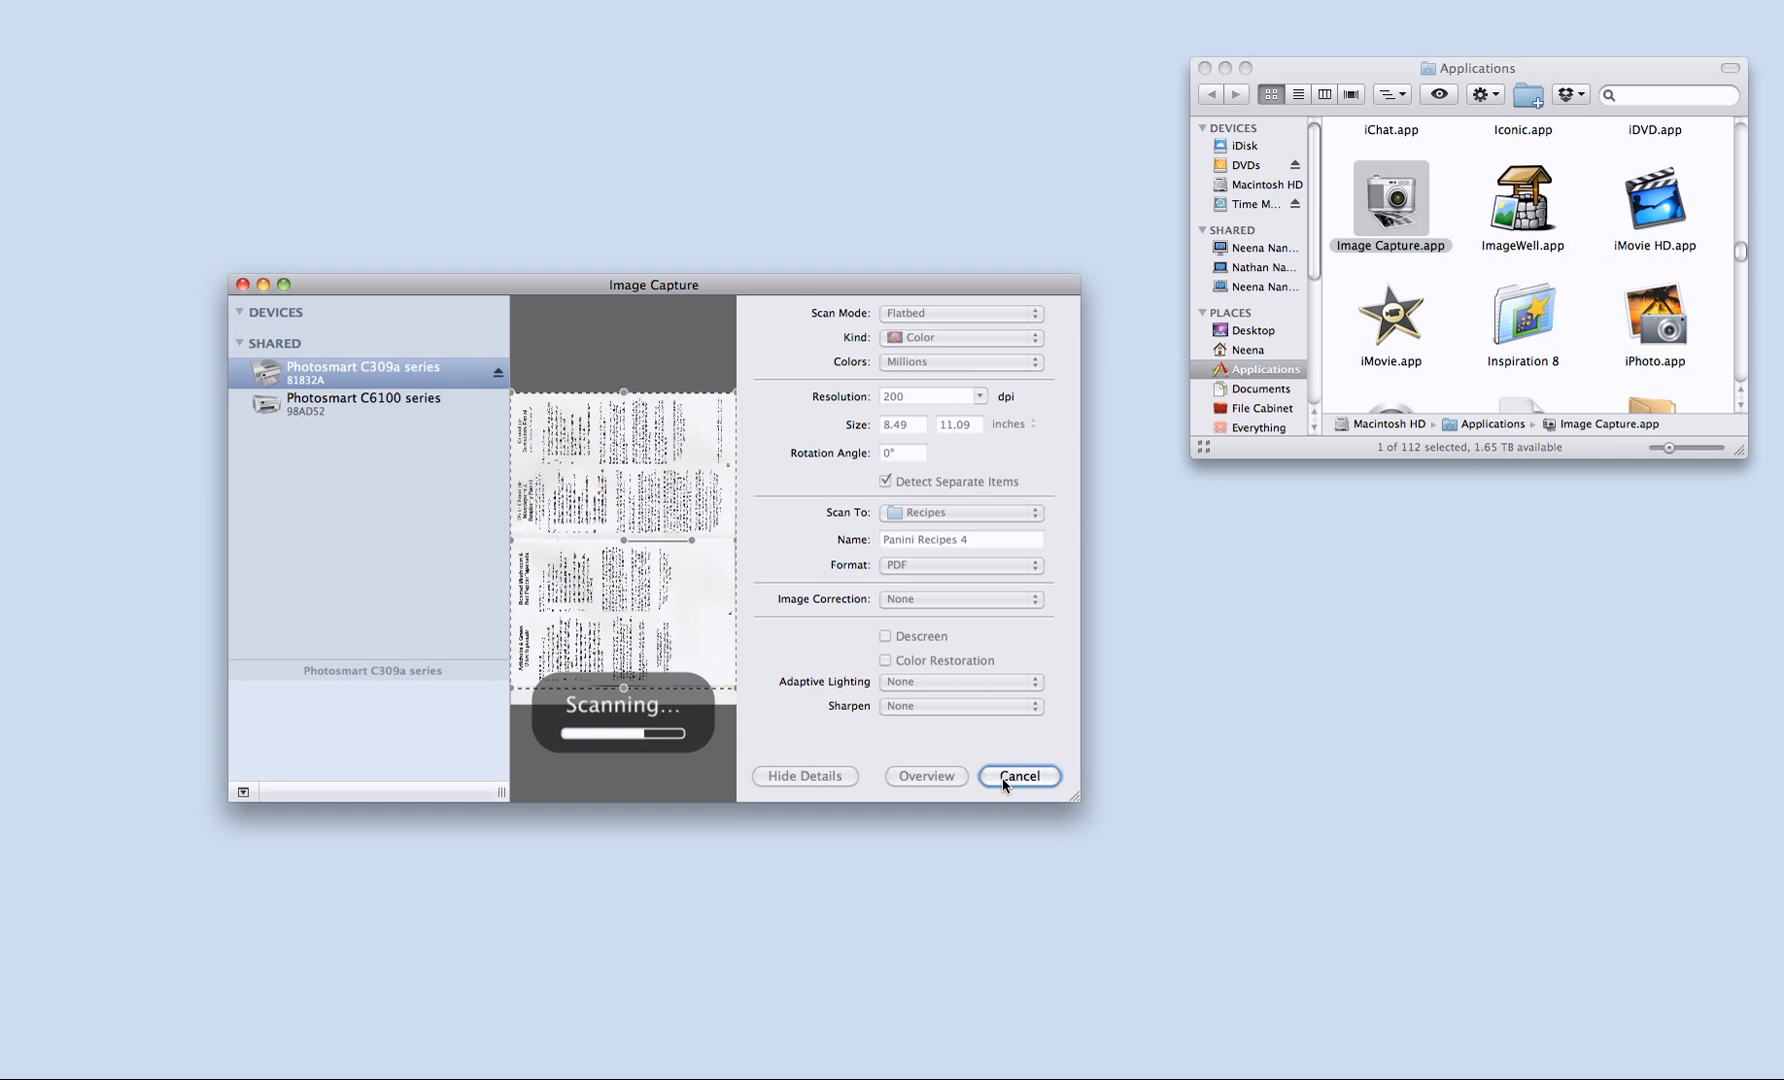 Image Capture
DEVICES
SHARED
Photosmart C309a series
81832A
Photosmart C6100 series
98AD52
Photosmart C309a series
Scanning...
Scan Mode: Flatbed
Kind: Color
Colors: Millions
Resolution: 200 dpi
Size: 8.49 11.09 inches
Rotation Angle: 0°
Detect Separate Items
Scan To: Recipes
Name: Panini Recipes 4
Format: PDF
Image Correction: None
Descreen
Color Restoration
Adaptive Lighting None
Sharpen None
Hide Details Overview Cancel
Applications
DEVICES
iDisk
DVDs
Macintosh HD
Time M...
SHARED
Neena Nan...
Nathan Na...
Neena Nan...
PLACES
Desktop
Neena
Applications
Documents
File Cabinet
Everything
iChat.app Iconic.app iDVD.app
Image Capture.app ImageWell.app iMovie HD.app
iMovie.app Inspiration 8 iPhoto.app
Macintosh HD Applications Image Capture.app
1 of 112 selected, 1.65 TB available